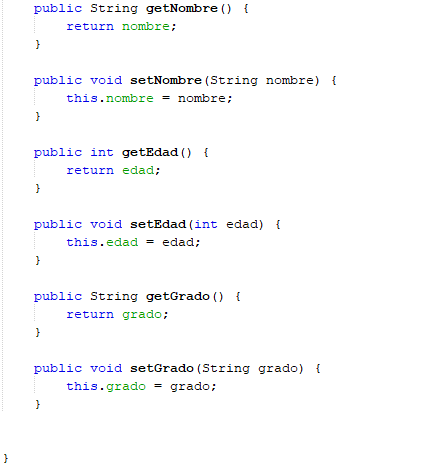 public String getNombre() {
return nombre;
}
public void setNombre(String nombre) {
this.nombre = nombre;
}
public int getEdad() {
return edad;
}
public void setEdad(int edad) {
this.edad = edad;
}
public String getGrado() {
return grado;
}
public void setGrado(String grado) {
this.grado = grado;
}
}